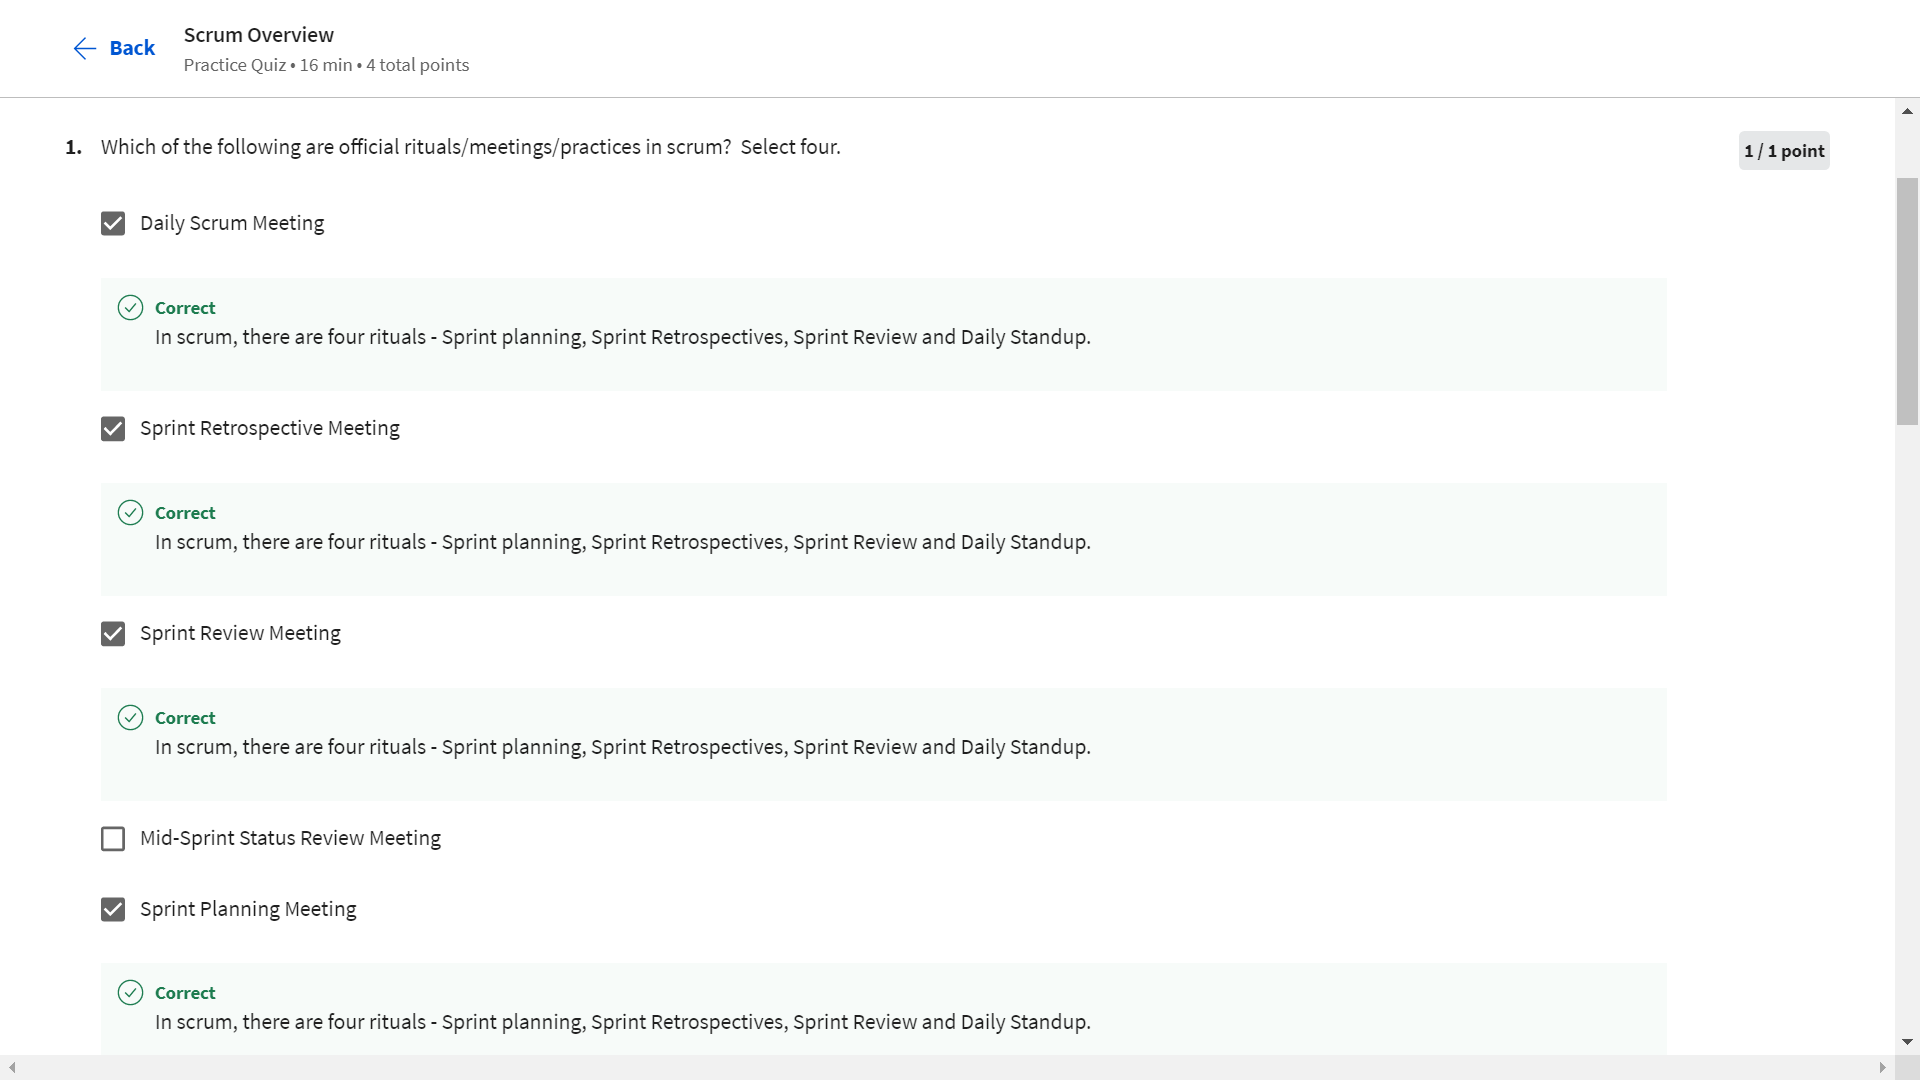 Back
Scrum Overview
Practice Quiz • 16 min • 4 total points
1. Which of the following are official rituals/meetings/practices in scrum?  Select four.
1 / 1 point
Daily Scrum Meeting
Correct
In scrum, there are four rituals - Sprint planning, Sprint Retrospectives, Sprint Review and Daily Standup.
Sprint Retrospective Meeting
Correct
In scrum, there are four rituals - Sprint planning, Sprint Retrospectives, Sprint Review and Daily Standup.
Sprint Review Meeting
Correct
In scrum, there are four rituals - Sprint planning, Sprint Retrospectives, Sprint Review and Daily Standup.
Mid-Sprint Status Review Meeting
Sprint Planning Meeting
Correct
In scrum, there are four rituals - Sprint planning, Sprint Retrospectives, Sprint Review and Daily Standup.